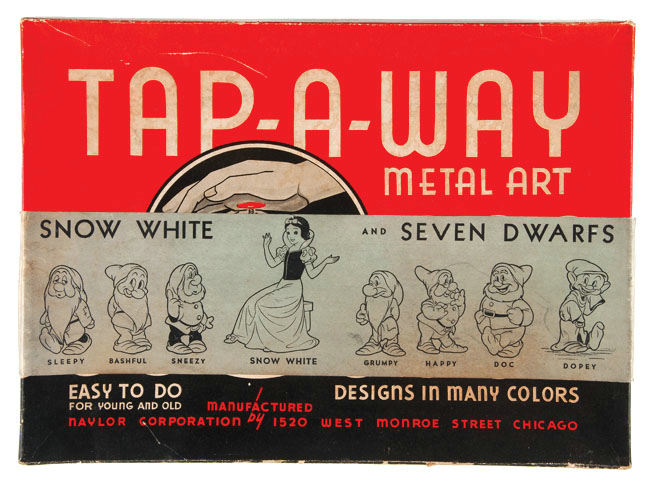 TAP-A-WAY
METAL ART
SNOW WHITE AND SEVEN DWARFS
SLEEPY BASHFUL SNEEZY SNOW WHITE GRUMPY HAPPY DOC DOPEY
EASY TO DO DESIGNS IN MANY COLORS
FOR YOUNG AND OLD
MANUFACTURED
NAYLOR CORPORATION by 1520 WEST MONROE STREET CHICAGO